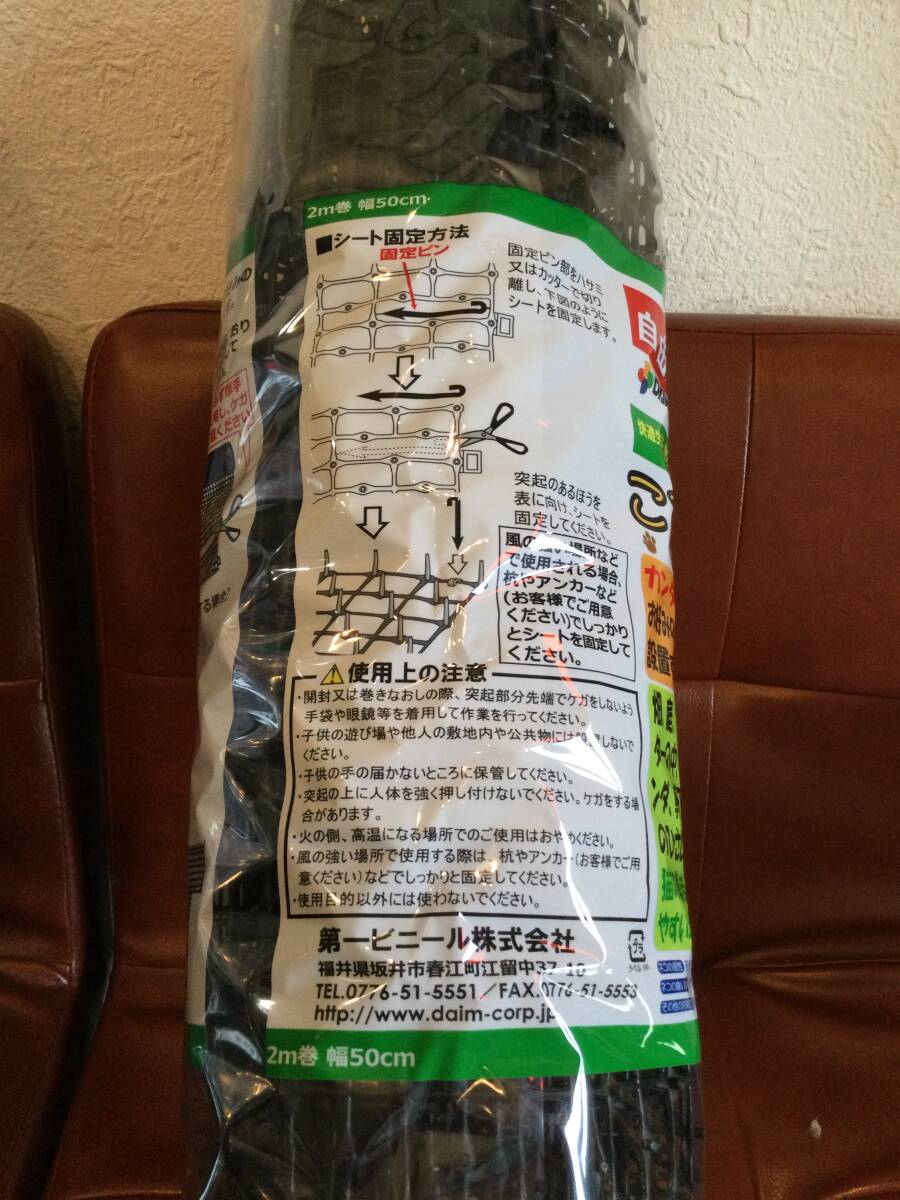 2m巻 幅50cm
■シート固定方法
固定ピン
固定ピン部をハサミ
又はカッターで切り
離し、下図のように
シートを固定します。
突起のあるほうを
表に向け、シートを
固定してください。
風の強い場所など
で使用される場合、
杭やアンカーなど
(お客様でご用意
ください)でしっかり
とシートを固定して
ください。
使用上の注意
・開封又は巻きなおしの際、突起部分先端でケガをしないよう
手袋や眼鏡等を着用して作業を行ってください。
・子供の遊び場や他人の敷地内や公共物には設置しないで
ください。
・子供の手の届かないところに保管してください。
・突起の上に人体を強く押し付けないでください。ケガをする場
合があります。
・火の側、高温になる場所でのご使用はおやめください。
・風の強い場所で使用する際は、杭やアンカー(お客様でご用
意ください)などでしっかりと固定してください。
・使用目的以外には使わないでください。
第一ビニール株式会社
福井県坂井市春江町江留中37-10
TEL.0776-51-5551／FAX.0776-51-5553
http://www.daim-corp.jp
プラ
2m巻 幅50cm